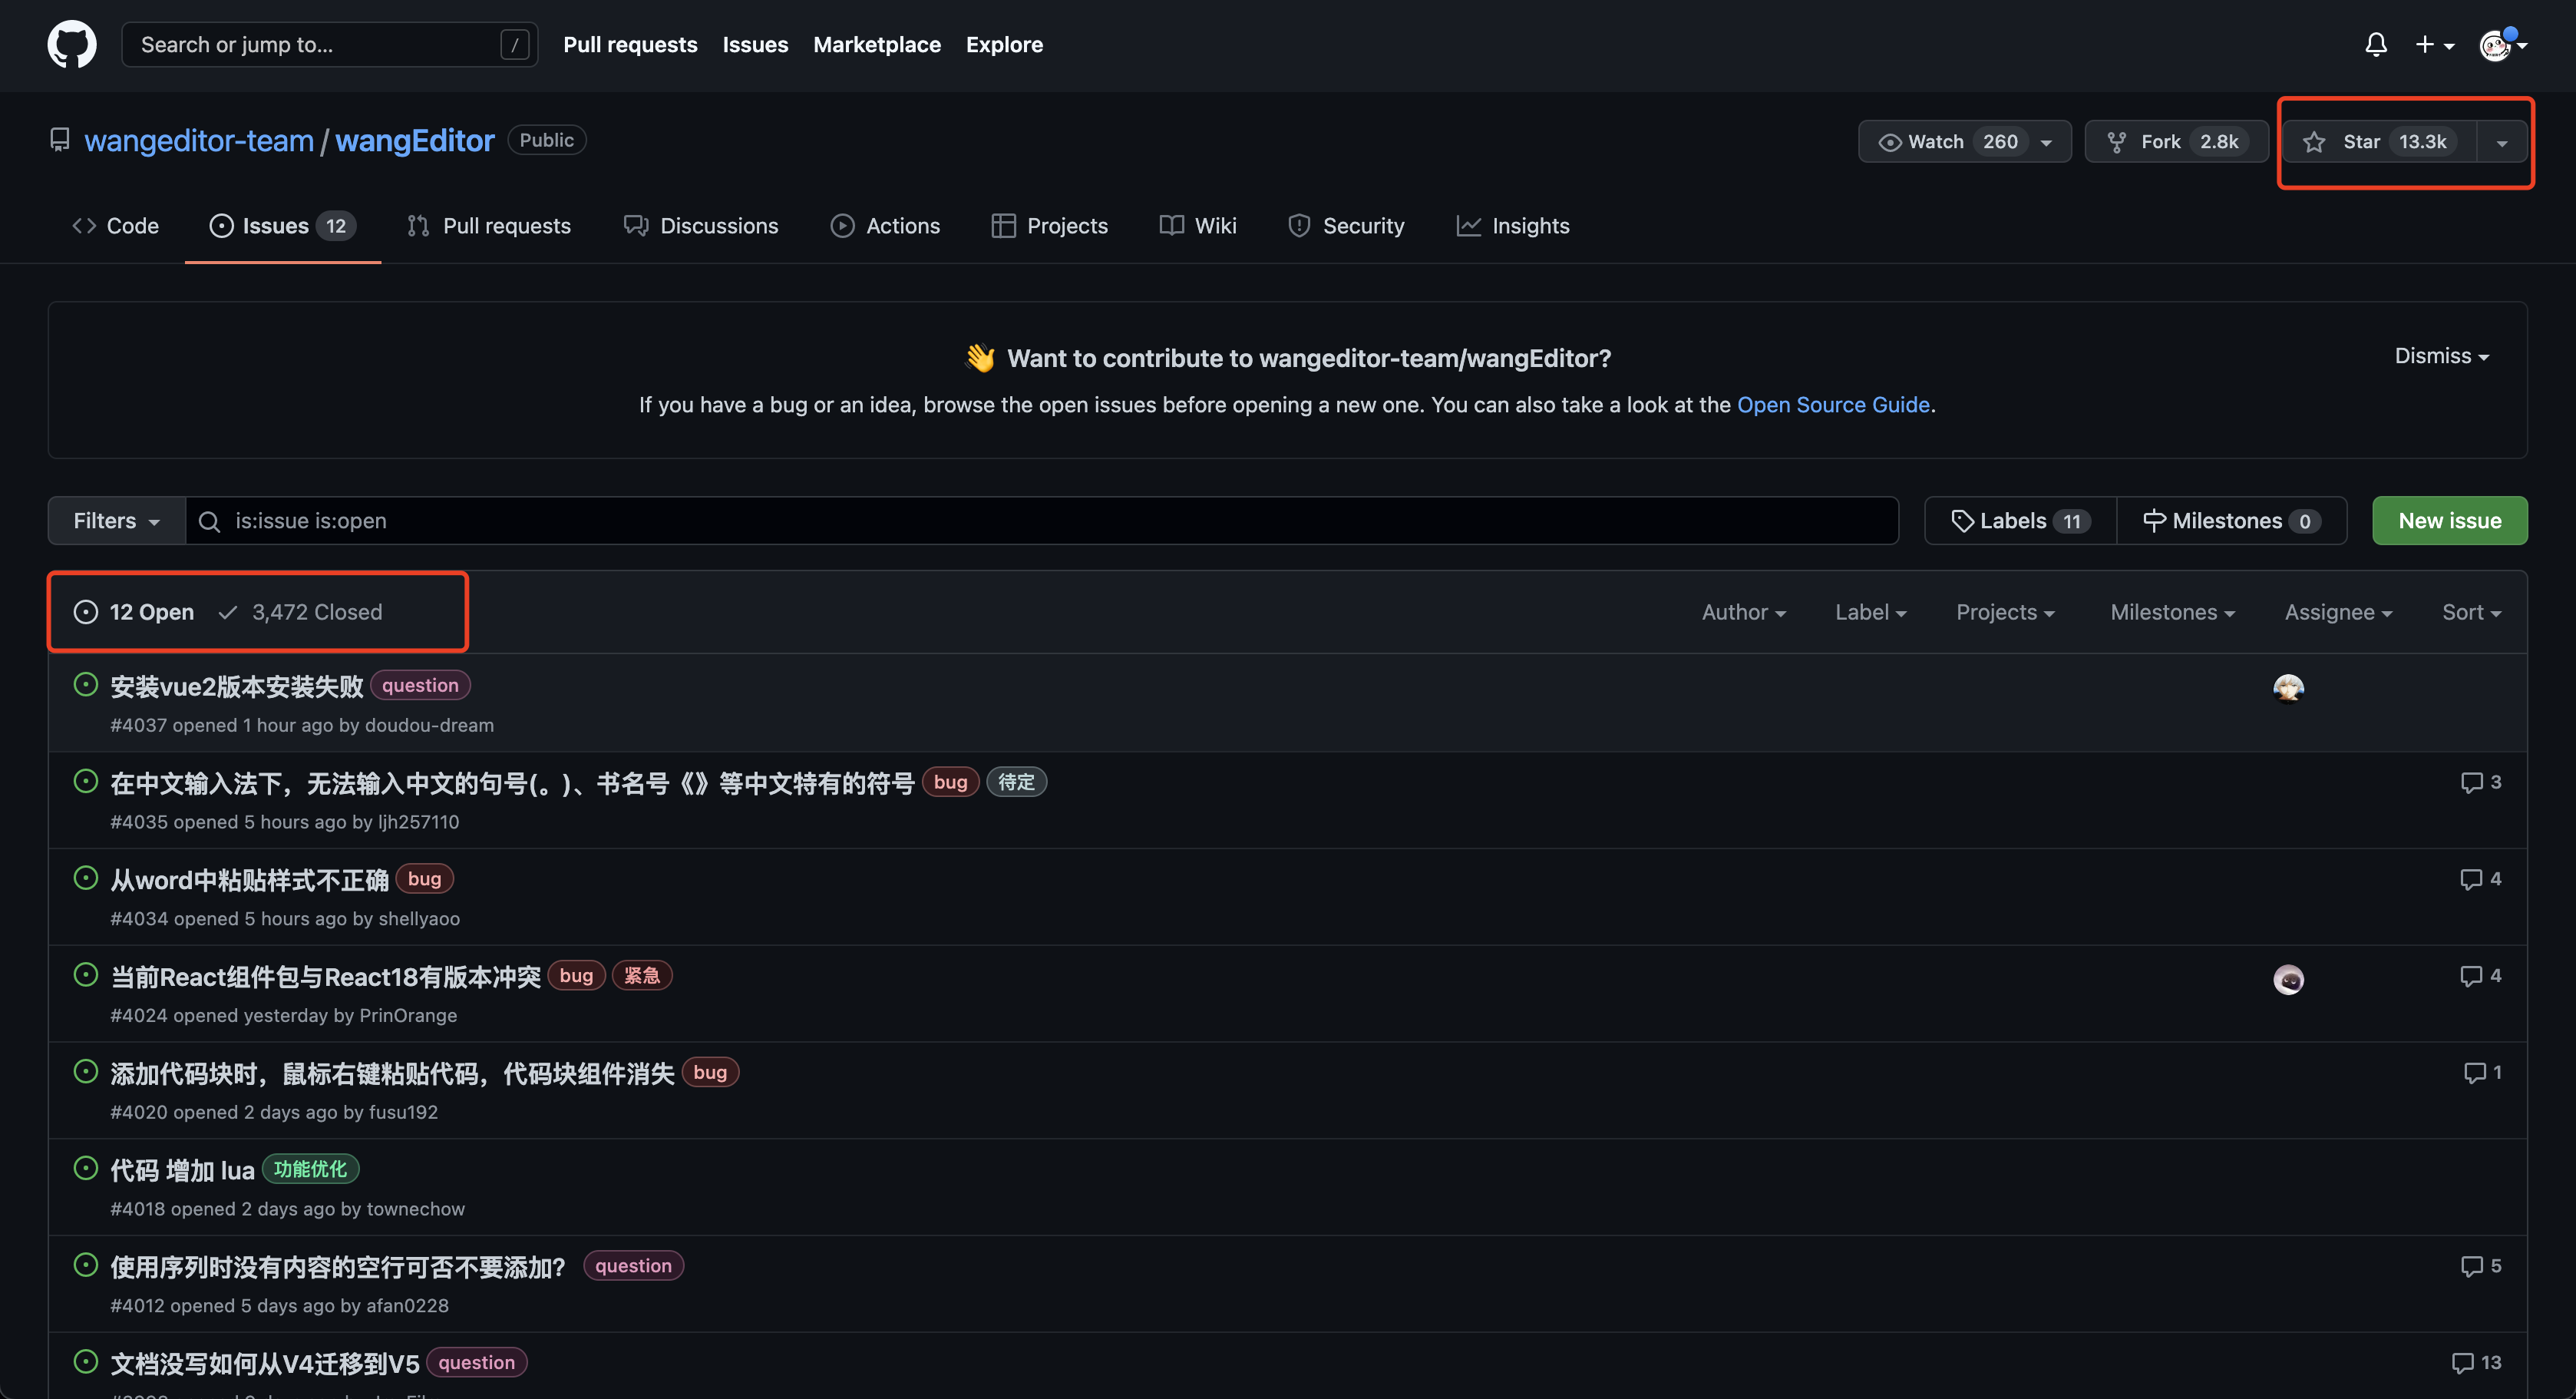 Search or jump to... / Pull requests Issues Marketplace Explore
wangeditor-team / wangEditor Public Watch 260 Fork 2.8k Star 13.3k
Code Issues 12 Pull requests Discussions Actions Projects Wiki Security Insights
👋 Want to contribute to wangeditor-team/wangEditor? Dismiss
If you have a bug or an idea, browse the open issues before opening a new one. You can also take a look at the Open Source Guide.
Filters is:issue is:open Labels 11 Milestones 0 New issue
12 Open 3,472 Closed Author Label Projects Milestones Assignee Sort
安装vue2版本安装失败 question
#4037 opened 1 hour ago by doudou-dream
在中文输入法下，无法输入中文的句号(。)、书名号《》等中文特有的符号 bug 待定 3
#4035 opened 5 hours ago by ljh257110
从word中粘贴样式不正确 bug 4
#4034 opened 5 hours ago by shellyaoo
当前React组件包与React18有版本冲突 bug 紧急 4
#4024 opened yesterday by PrinOrange
添加代码块时，鼠标右键粘贴代码，代码块组件消失 bug 1
#4020 opened 2 days ago by fusu192
代码 增加 lua 功能优化
#4018 opened 2 days ago by townechow
使用序列时没有内容的空行可否不要添加? question 5
#4012 opened 5 days ago by afan0228
文档没写如何从V4迁移到V5 question 13